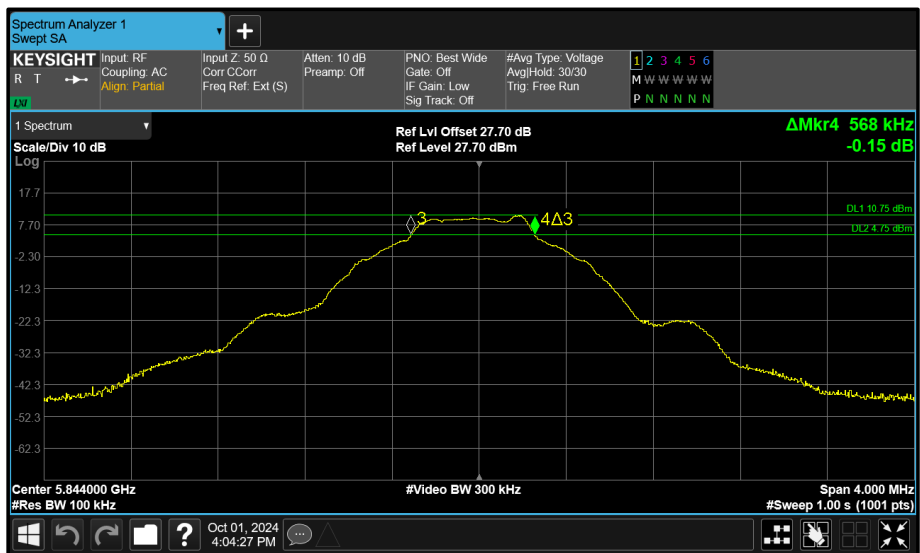 Spectrum Analyzer 1
Swept SA
+
KEYSIGHT
R T
LXI
Input: RF
Coupling: AC
Align: Partial
Input Z: 50 Ω
Corr CCorr
Freq Ref: Ext (S)
Atten: 10 dB
Preamp: Off
PNO: Best Wide
Gate: Off
IF Gain: Low
Sig Track: Off
#Avg Type: Voltage
Avg|Hold: 30/30
Trig: Free Run
1 2 3 4 5 6
M W W W W W
P N N N N N
1 Spectrum
Scale/Div 10 dB
Log
Ref Lvl Offset 27.70 dB
Ref Level 27.70 dBm
ΔMkr4 568 kHz
-0.15 dB
17.7
DL1 10.75 dBm
3
4Δ3
7.70
DL2 4.75 dBm
-2.30
-12.3
-22.3
-32.3
-42.3
-52.3
-62.3
Center 5.844000 GHz
#Video BW 300 kHz
Span 4.000 MHz
#Res BW 100 kHz
#Sweep 1.00 s (1001 pts)
?
Oct 01, 2024
4:04:27 PM